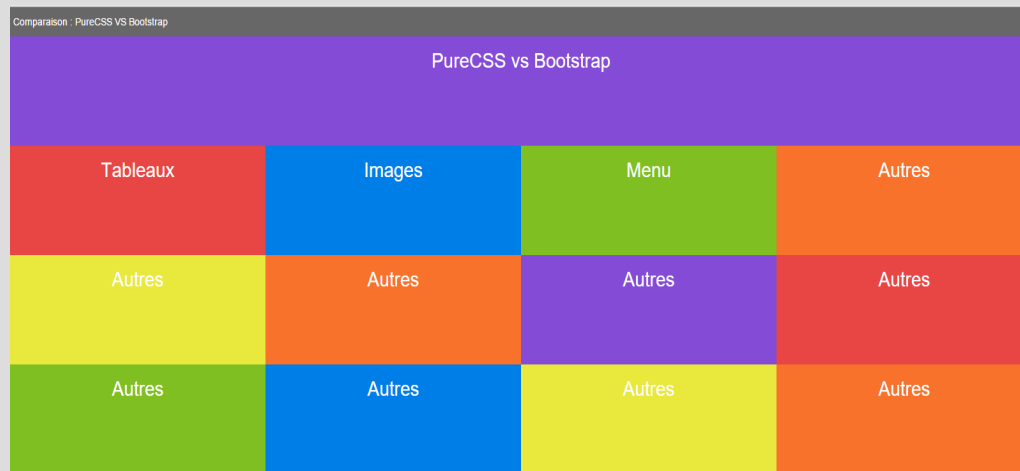 Comparaison : PureCSS VS Bootstrap
PureCSS vs Bootstrap
Tableaux Images Menu Autres
Autres Autres Autres Autres
Autres Autres Autres Autres